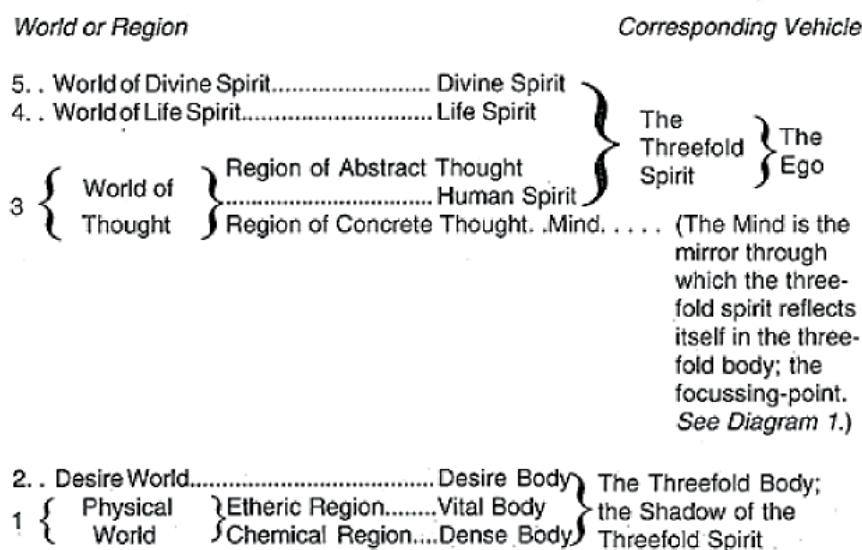 World or Region Corresponding Vehicle
5. . World of Divine Spirit.......................... Divine Spirit
4. . World of Life Spirit.............................. Life Spirit
The Threefold Spirit
The Ego
3 World of Thought
Region of Abstract Thought
................................... Human Spirit
Region of Concrete Thought. .Mind. . . . . (The Mind is the
mirror through
which the three-
fold spirit reflects
itself in the three-
fold body; the
focussing-point.
See Diagram 1.)
2. . Desire World........................................ Desire Body
1 Physical World
Etheric Region........Vital Body
Chemical Region....Dense Body
The Threefold Body;
the Shadow of the
Threefold Spirit